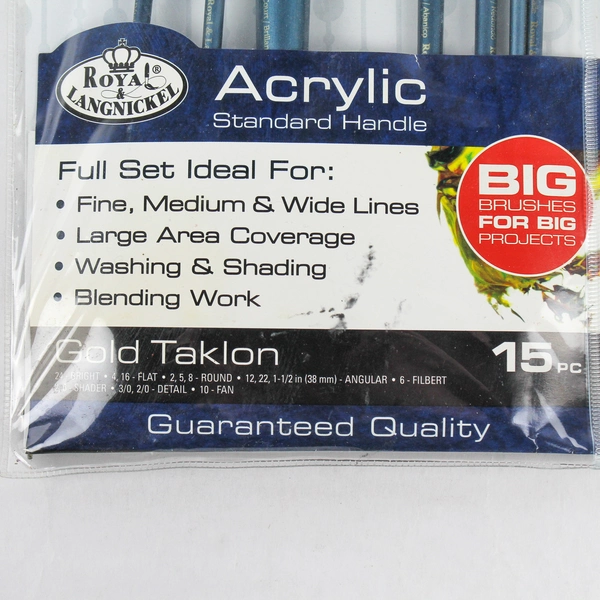 Abanico
ROYAL ®
&
LANGNICKEL
Acrylic
Standard Handle
Full Set Ideal For:
• Fine, Medium & Wide Lines
• Large Area Coverage
• Washing & Shading
• Blending Work
BIG
BRUSHES
FOR BIG
PROJECTS
Gold Taklon
15 PC
• 4, 16 - FLAT • 2, 5, 8 - ROUND • 12, 22, 1-1/2 in (38 mm) - ANGULAR • 6 - FILBERT
SHADER • 3/0, 2/0 - DETAIL • 10 - FAN
Guaranteed Quality